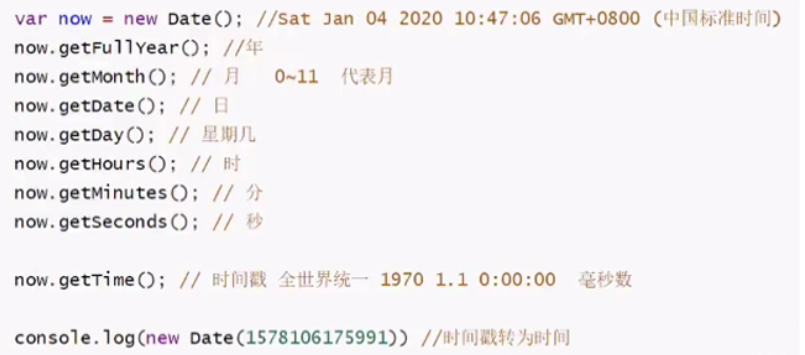 var now = new Date(); //Sat Jan 04 2020 10:47:06 GMT+0800 (中国标准时间)
now.getFullYear(); //年
now.getMonth(); // 月   0~11  代表月
now.getDate(); // 日
now.getDay(); // 星期几
now.getHours(); // 时
now.getMinutes(); // 分
now.getSeconds(); // 秒
now.getTime(); // 时间戳 全世界统一 1970 1.1 0:00:00  毫秒数
console.log(new Date(1578106175991)) //时间戳转为时间